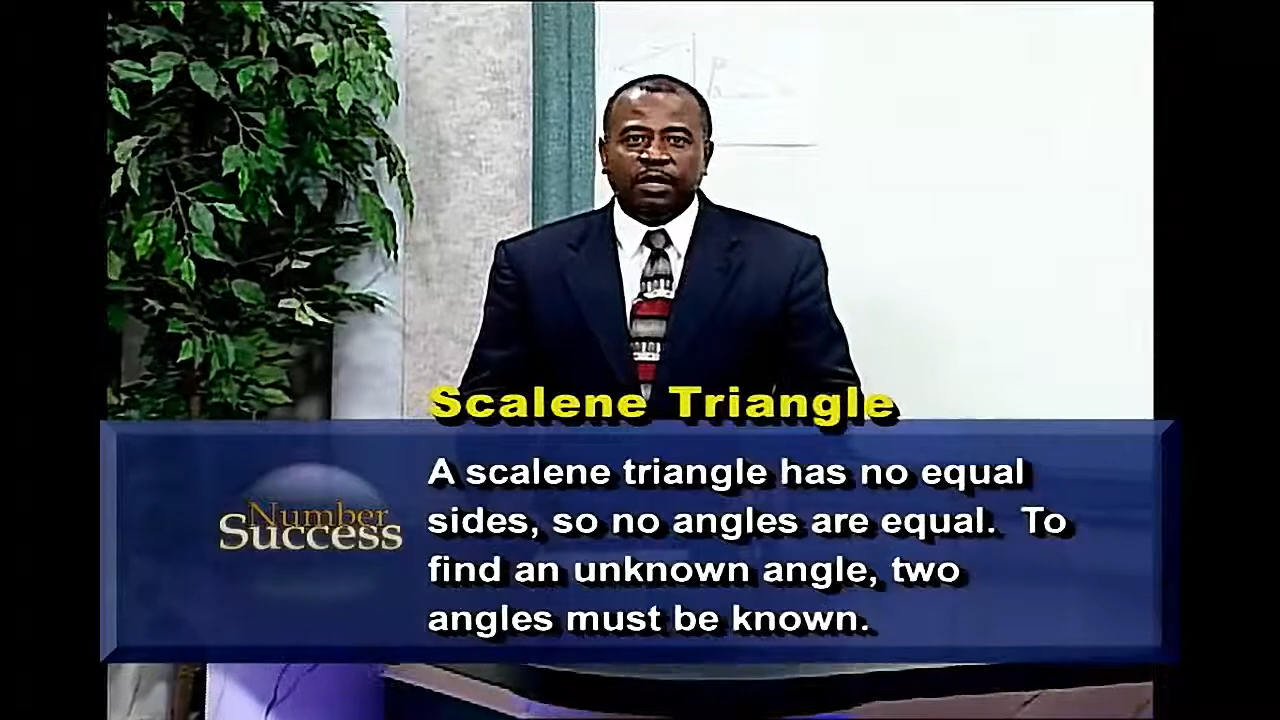 Scalene Triangle
Number
Success
A scalene triangle has no equal
sides, so no angles are equal. To
find an unknown angle, two
angles must be known.